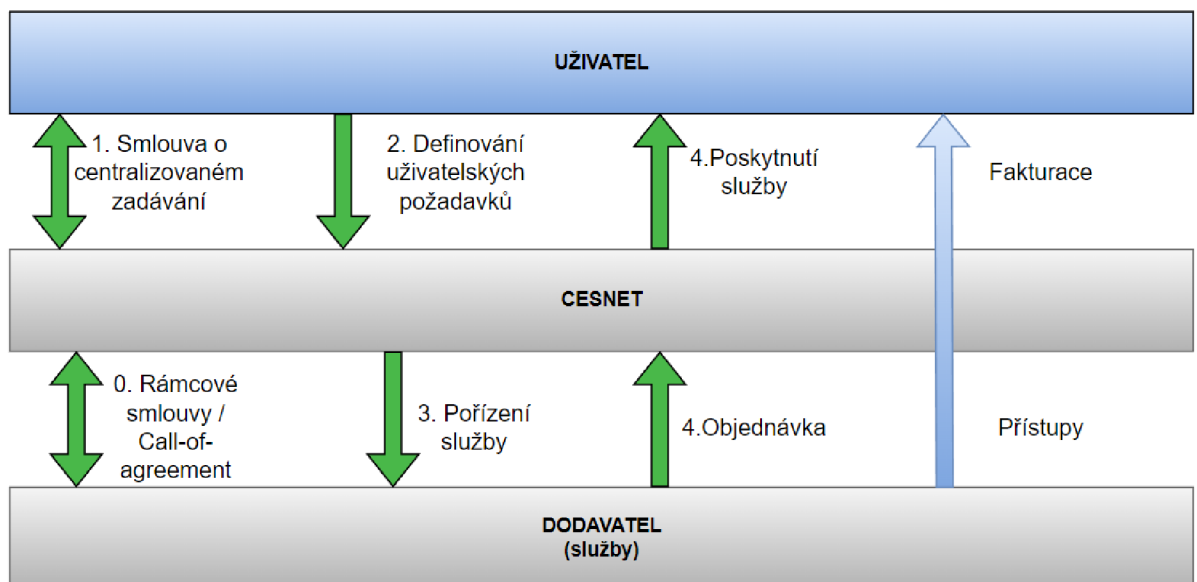 UŽIVATEL
1. Smlouva o
centralizovaném
zadávání
2. Definování
uživatelských
požadavků
4.Poskytnutí
služby
Fakturace
CESNET
0. Rámcové
smlouvy /
Call-of-
agreement
3. Pořízení
služby
4.Objednávka
Přístupy
DODAVATEL
(služby)